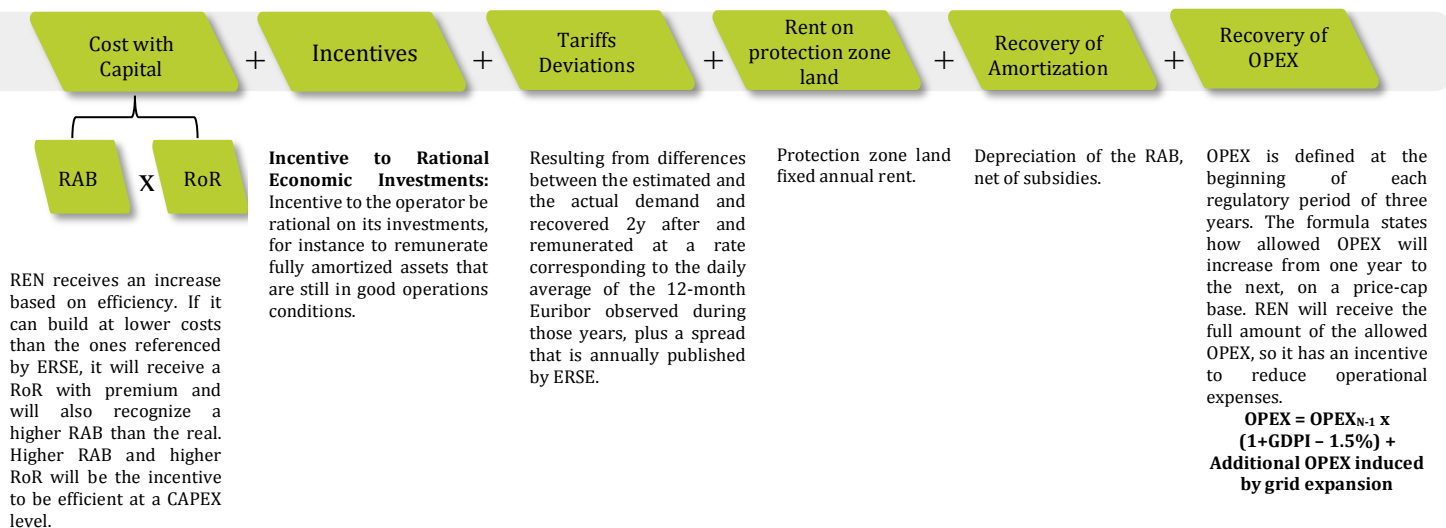 Cost with
Capital
+
Incentives
+
Tariffs
Deviations
+
Rent on
protection zone
land
+
Recovery of
Amortization
+
Recovery of
OPEX
RAB
X
RoR
REN receives an increase
based on efficiency. If it
can build at lower costs
than the ones referenced
by ERSE, it will receive a
RoR with premium and
will also recognize a
higher RAB than the real.
Higher RAB and higher
RoR will be the incentive
to be efficient at a CAPEX
level.
Incentive to Rational
Economic Investments:
Incentive to the operator be
rational on its investments,
for instance to remunerate
fully amortized assets that
are still in good operations
conditions.
Resulting from differences
between the estimated and
the actual demand and
recovered 2y after and
remunerated at a rate
corresponding to the daily
average of the 12-month
Euribor observed during
those years, plus a spread
that is annually published
by ERSE.
Protection zone land
fixed annual rent.
Depreciation of the RAB,
net of subsidies.
OPEX is defined at the
beginning of each
regulatory period of three
years. The formula states
how allowed OPEX will
increase from one year to
the next, on a price-cap
base. REN will receive the
full amount of the allowed
OPEX, so it has an incentive
to reduce operational
expenses.
OPEX = OPEXN-1 x
(1+GDPI – 1.5%) +
Additional OPEX induced
by grid expansion